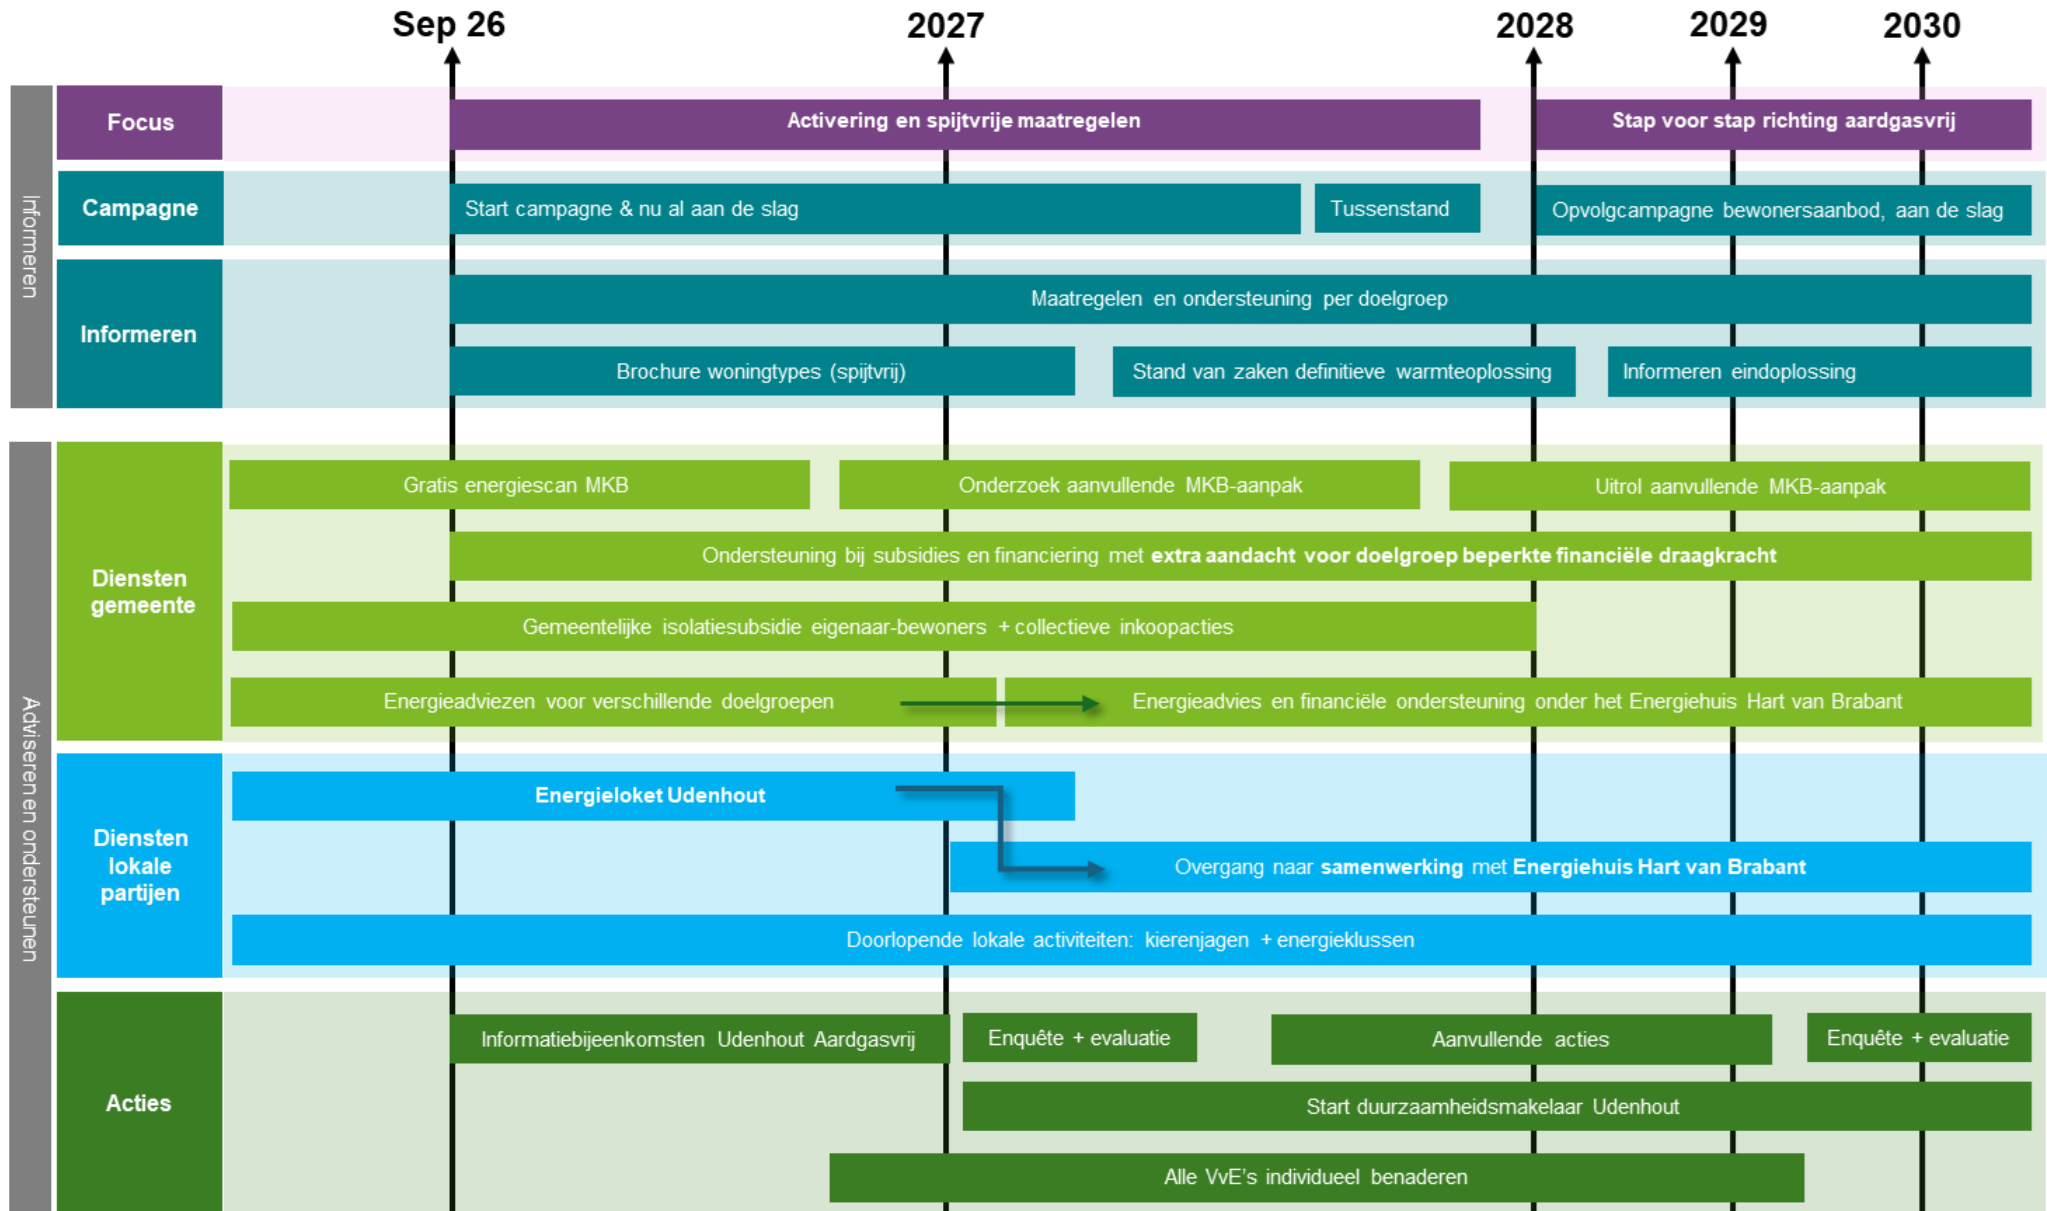 Sep 26
2027
2028
2029
2030
Informeren
Focus
Activering en spijtvrije maatregelen
Stap voor stap richting aardgasvrij
Campagne
Start campagne & nu al aan de slag
Tussenstand
Opvolgcampagne bewonersaanbod, aan de slag
Informeren
Maatregelen en ondersteuning per doelgroep
Brochure woningtypes (spijtvrij)
Stand van zaken definitieve warmteoplossing
Informeren eindoplossing
Adviseren en ondersteunen
Diensten
gemeente
Gratis energiescan MKB
Onderzoek aanvullende MKB-aanpak
Uitrol aanvullende MKB-aanpak
Ondersteuning bij subsidies en financiering met extra aandacht voor doelgroep beperkte financiële draagkracht
Gemeentelijke isolatiesubsidie eigenaar-bewoners + collectieve inkoopacties
Energieadviezen voor verschillende doelgroepen
Energieadvies en financiële ondersteuning onder het Energiehuis Hart van Brabant
Diensten
lokale
partijen
Energieloket Udenhout
Overgang naar samenwerking met Energiehuis Hart van Brabant
Doorlopende lokale activiteiten: kierenjagen + energieklussen
Acties
Informatiebijeenkomsten Udenhout Aardgasvrij
Enquête + evaluatie
Aanvullende acties
Enquête + evaluatie
Start duurzaamheidsmakelaar Udenhout
Alle VvE's individueel benaderen